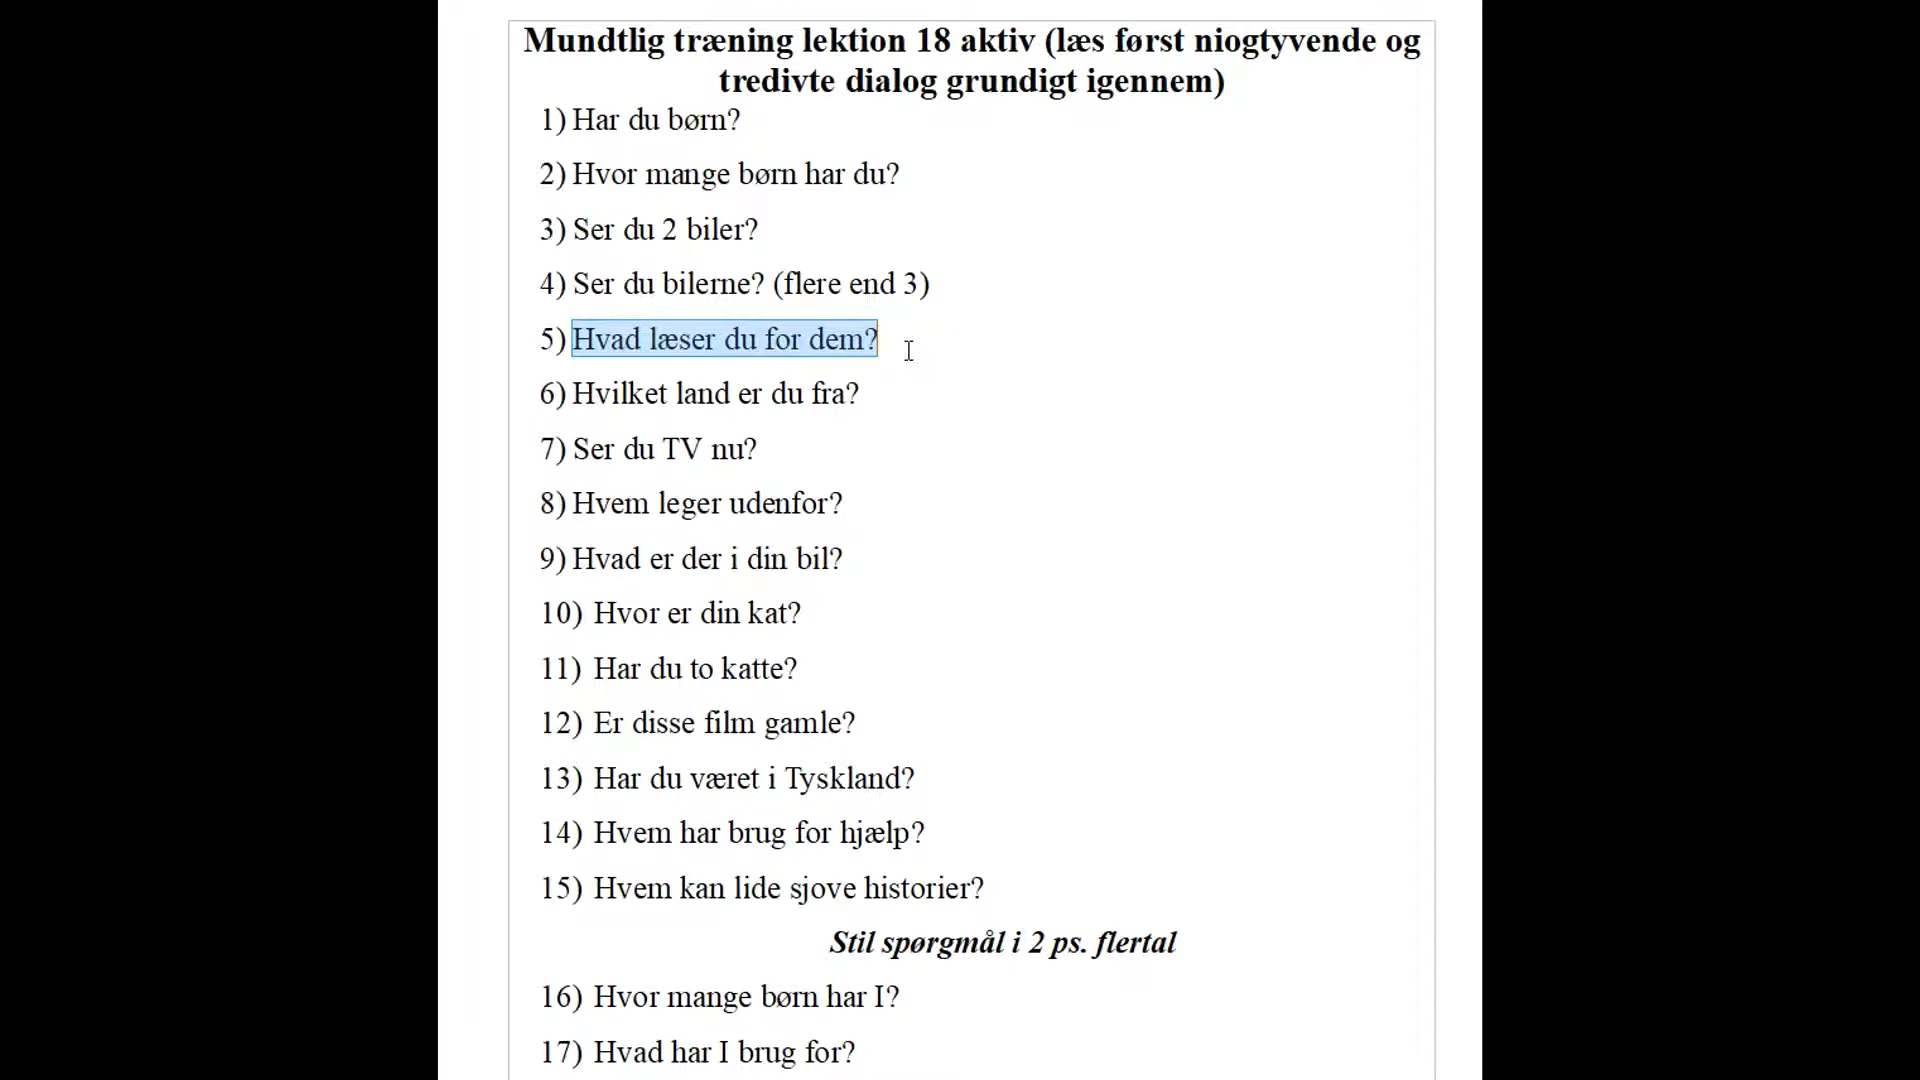 Mundtlig træning lektion 18 aktiv (læs først niogtyvende og
tredivte dialog grundigt igennem)
1) Har du børn?
2) Hvor mange børn har du?
3) Ser du 2 biler?
4) Ser du bilerne? (flere end 3)
5) Hvad læser du for dem?
6) Hvilket land er du fra?
7) Ser du TV nu?
8) Hvem leger udenfor?
9) Hvad er der i din bil?
10) Hvor er din kat?
11) Har du to katte?
12) Er disse film gamle?
13) Har du været i Tyskland?
14) Hvem har brug for hjælp?
15) Hvem kan lide sjove historier?
Stil spørgmål i 2 ps. flertal
16) Hvor mange børn har I?
17) Hvad har I brug for?